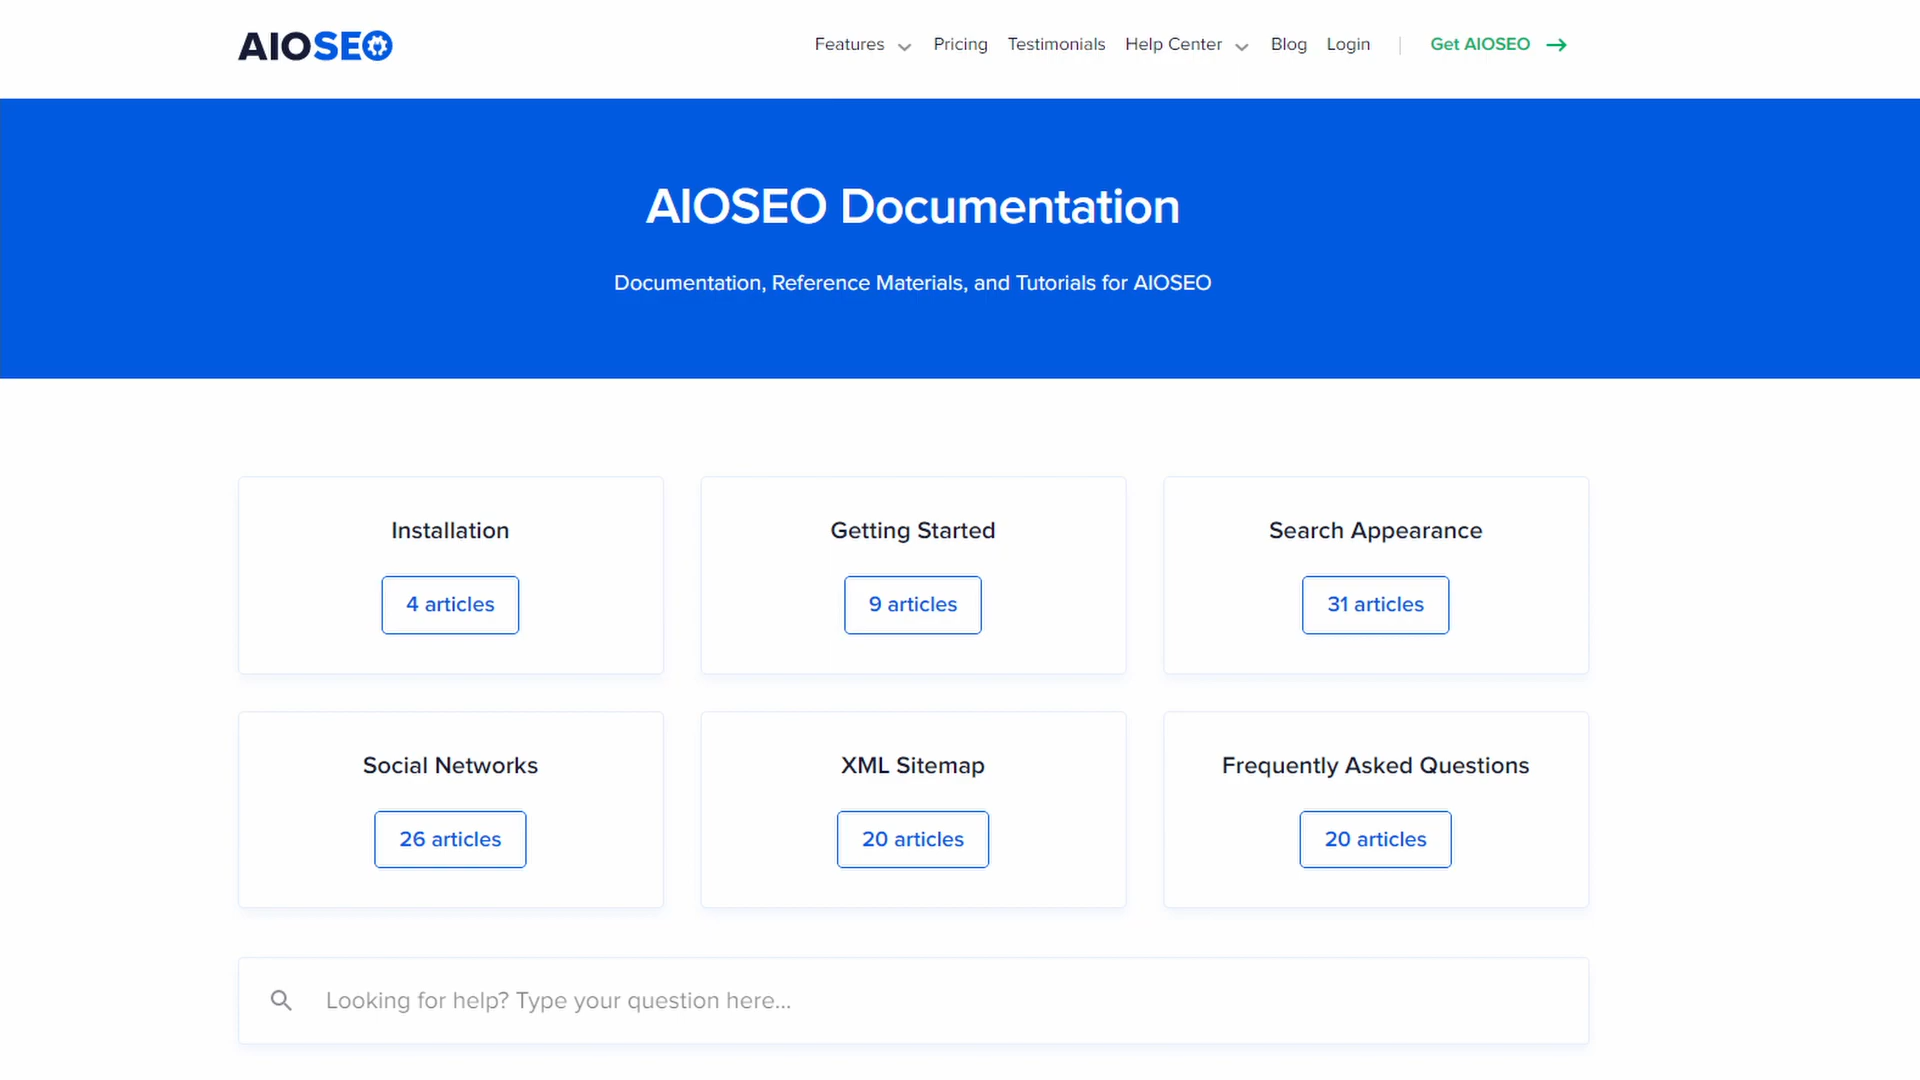 AIOSEO
Features Pricing Testimonials Help Center Blog Login Get AIOSEO
AIOSEO Documentation
Documentation, Reference Materials, and Tutorials for AIOSEO
Installation
4 articles
Getting Started
9 articles
Search Appearance
31 articles
Social Networks
26 articles
XML Sitemap
20 articles
Frequently Asked Questions
20 articles
Looking for help? Type your question here...